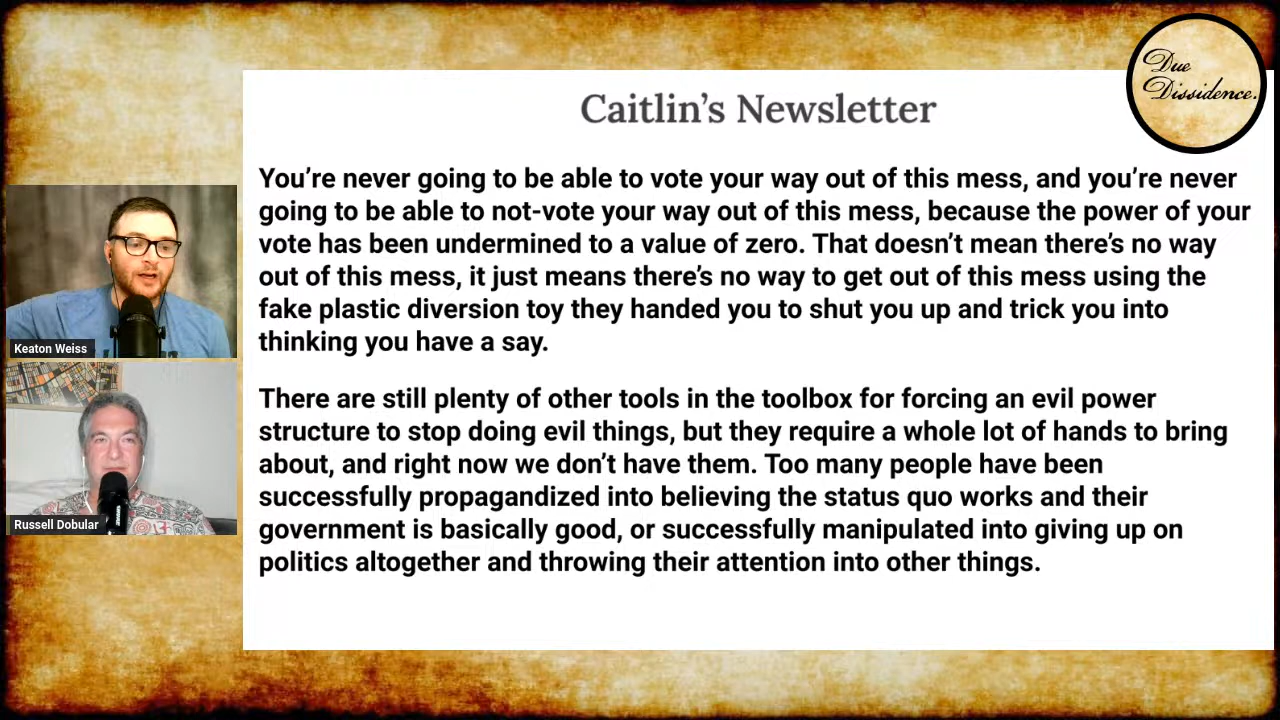 Due
Dissidence.
Caitlin’s Newsletter
You’re never going to be able to vote your way out of this mess, and you’re never
going to be able to not-vote your way out of this mess, because the power of your
vote has been undermined to a value of zero. That doesn’t mean there’s no way
out of this mess, it just means there’s no way to get out of this mess using the
fake plastic diversion toy they handed you to shut you up and trick you into
thinking you have a say.
There are still plenty of other tools in the toolbox for forcing an evil power
structure to stop doing evil things, but they require a whole lot of hands to bring
about, and right now we don’t have them. Too many people have been
successfully propagandized into believing the status quo works and their
government is basically good, or successfully manipulated into giving up on
politics altogether and throwing their attention into other things.
Keaton Weiss
Russell Dobular